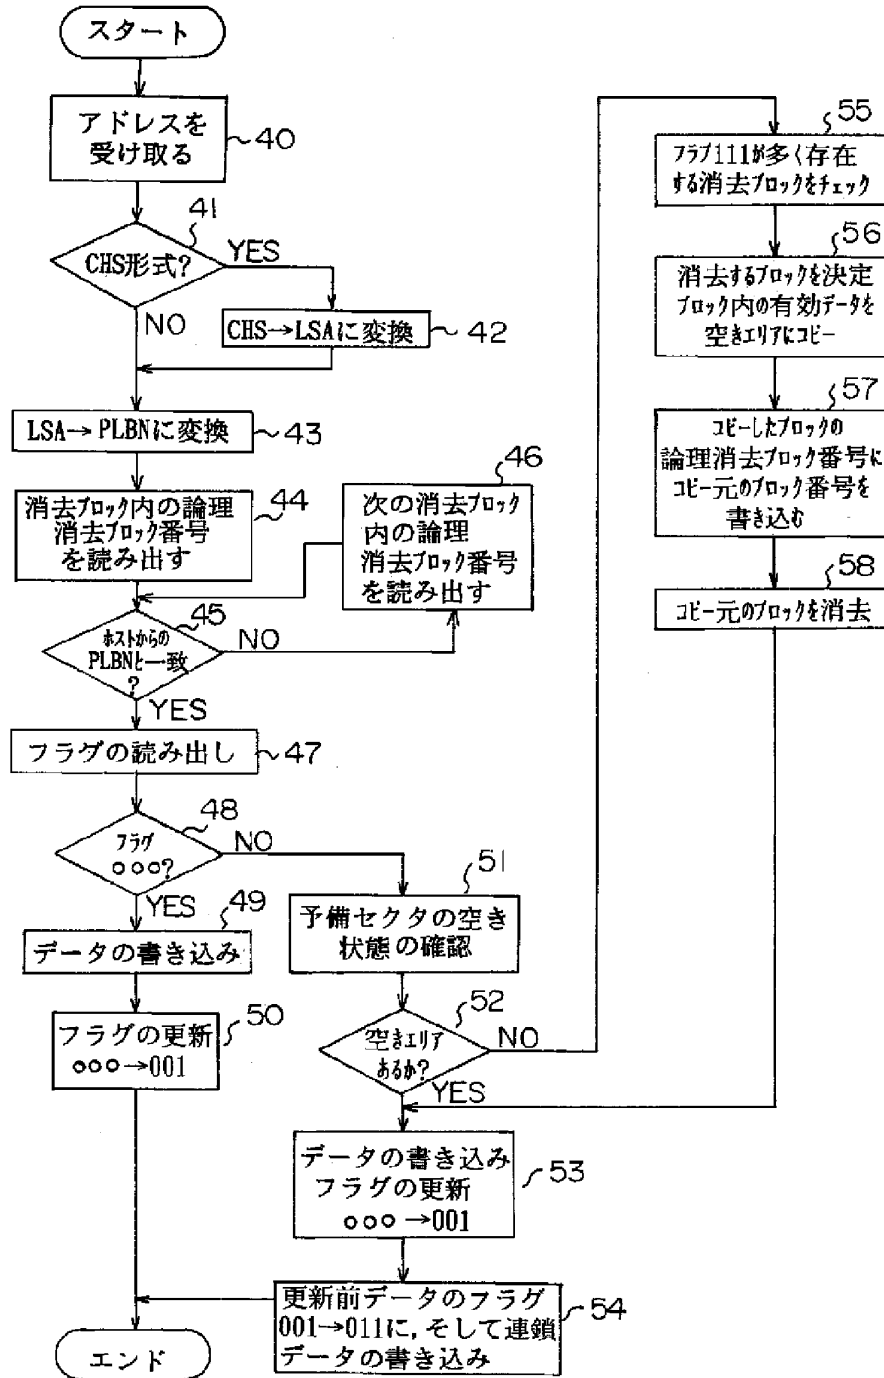 スタート
アドレスを
受け取る
40
41
CHS形式?
YES
NO
CHS→LSAに変換
42
LSA→PLBNに変換
43
消去ブロック内の論理
消去ブロック番号
を読み出す
44
46
次の消去ブロック
内の論理
消去ブロック番号
を読み出す
45
ホストからの
PLBNと一致
?
NO
YES
フラグの読み出し
47
48
フラグ
000?
NO
YES
49
データの書き込み
50
フラグの更新
000→001
51
予備セクタの空き
状態の確認
52
空きエリア
あるか?
NO
YES
データの書き込み
フラグの更新
000→001
53
更新前データのフラグ
001→011に,そして連鎖
データの書き込み
54
エンド
55
フラグ111が多く存在
する消去ブロックをチェック
56
消去するブロックを決定
ブロック内の有効データを
空きエリアにコピー
57
コピーしたブロックの
論理消去ブロック番号に
コピー元のブロック番号を
書き込む
58
コピー元のブロックを消去